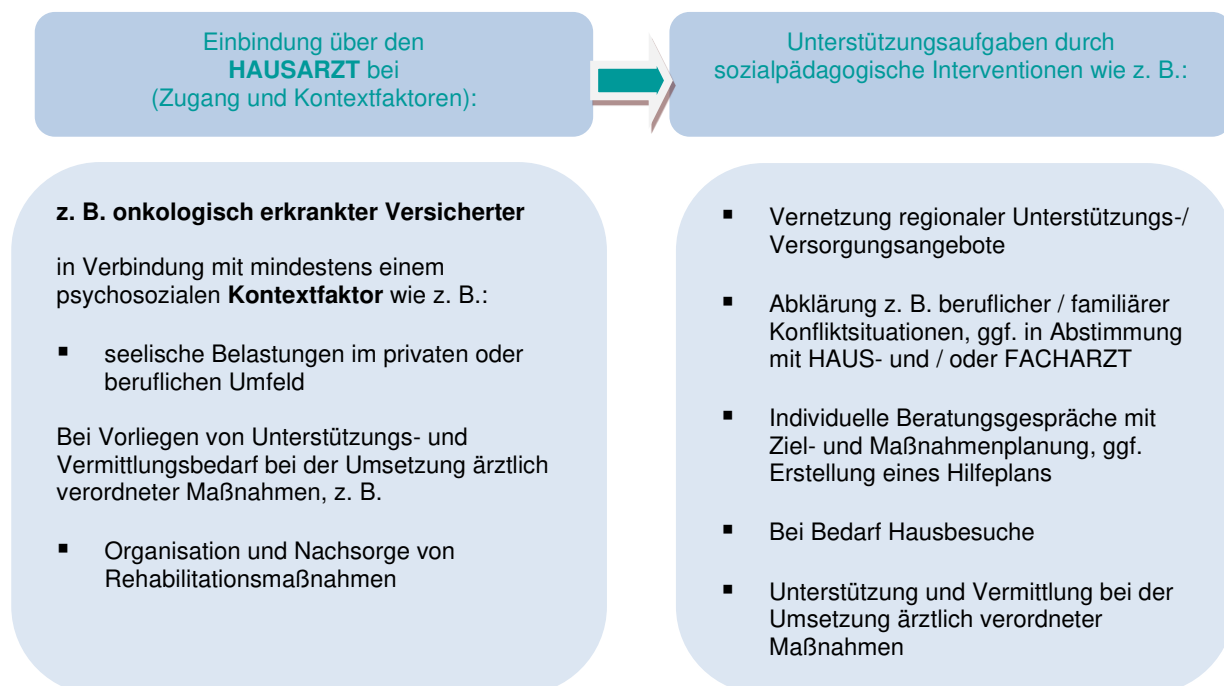 Einbindung über den
HAUSARZT bei
(Zugang und Kontextfaktoren):
Unterstützungsaufgaben durch
sozialpädagogische Interventionen wie z. B.:
z. B. onkologisch erkrankter Versicherter
in Verbindung mit mindestens einem
psychosozialen Kontextfaktor wie z. B.:
▪ seelische Belastungen im privaten oder
beruflichen Umfeld
Bei Vorliegen von Unterstützungs- und
Vermittlungsbedarf bei der Umsetzung ärztlich
verordneter Maßnahmen, z. B.
▪ Organisation und Nachsorge von
Rehabilitationsmaßnahmen
▪ Vernetzung regionaler Unterstützungs-/
Versorgungsangebote
▪ Abklärung z. B. beruflicher / familiärer
Konfliktsituationen, ggf. in Abstimmung
mit HAUS- und / oder FACHARZT
▪ Individuelle Beratungsgespräche mit
Ziel- und Maßnahmenplanung, ggf.
Erstellung eines Hilfeplans
▪ Bei Bedarf Hausbesuche
▪ Unterstützung und Vermittlung bei der
Umsetzung ärztlich verordneter
Maßnahmen